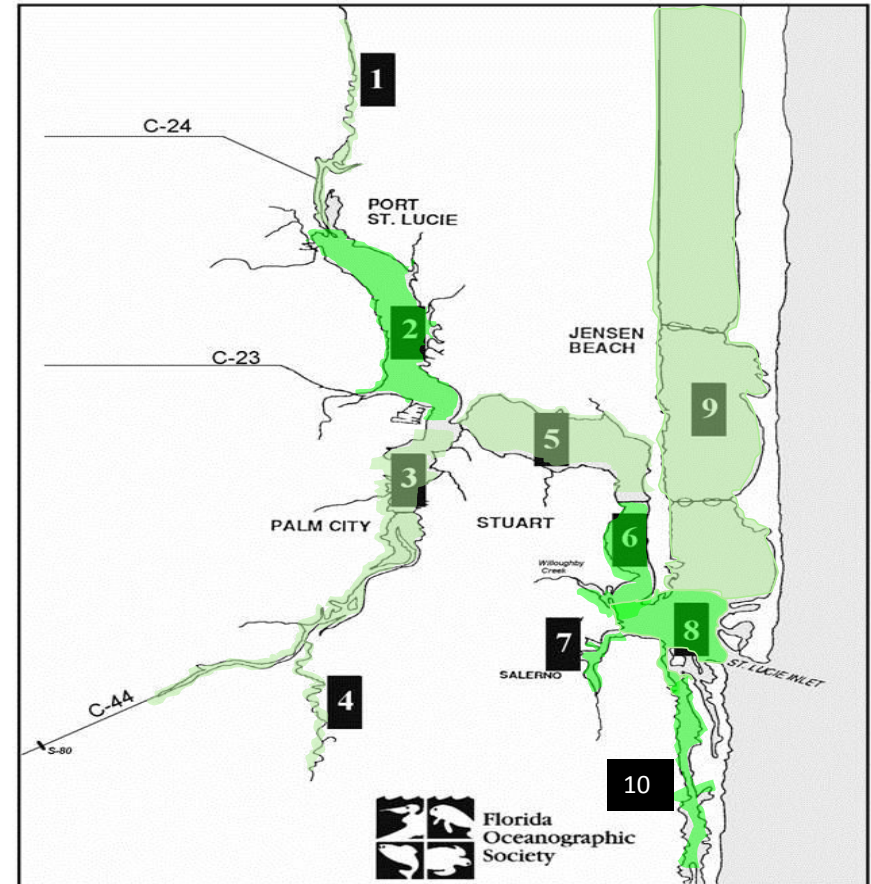 1
C-24
PORT
ST. LUCIE
2
JENSEN
BEACH
C-23
9
5
3
PALM CITY
STUART
6
Willoughby
Creek
7
8
SALERNO
ST. LUCIE INLET
4
C-44
S-80
10
Florida
Oceanographic
Society